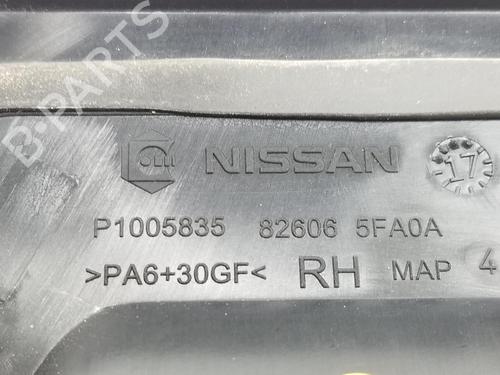 B-PARTS
NISSAN
17
P1005835 82606 5FA0A
>PA6+30GF< RH MAP 4